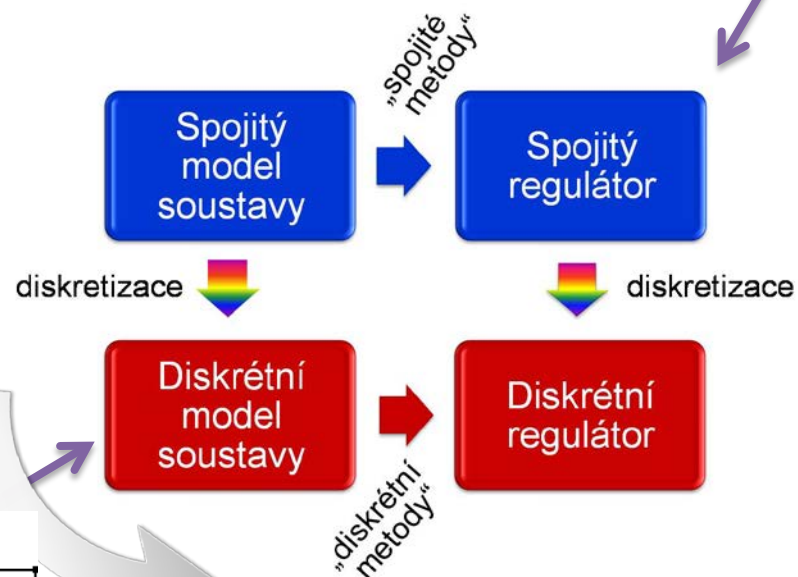 „spojité
metody“
Spojitý
model
soustavy
Spojitý
regulátor
diskretizace
diskretizace
Diskrétní
model
soustavy
Diskrétní
regulátor
„diskrétní
metody“